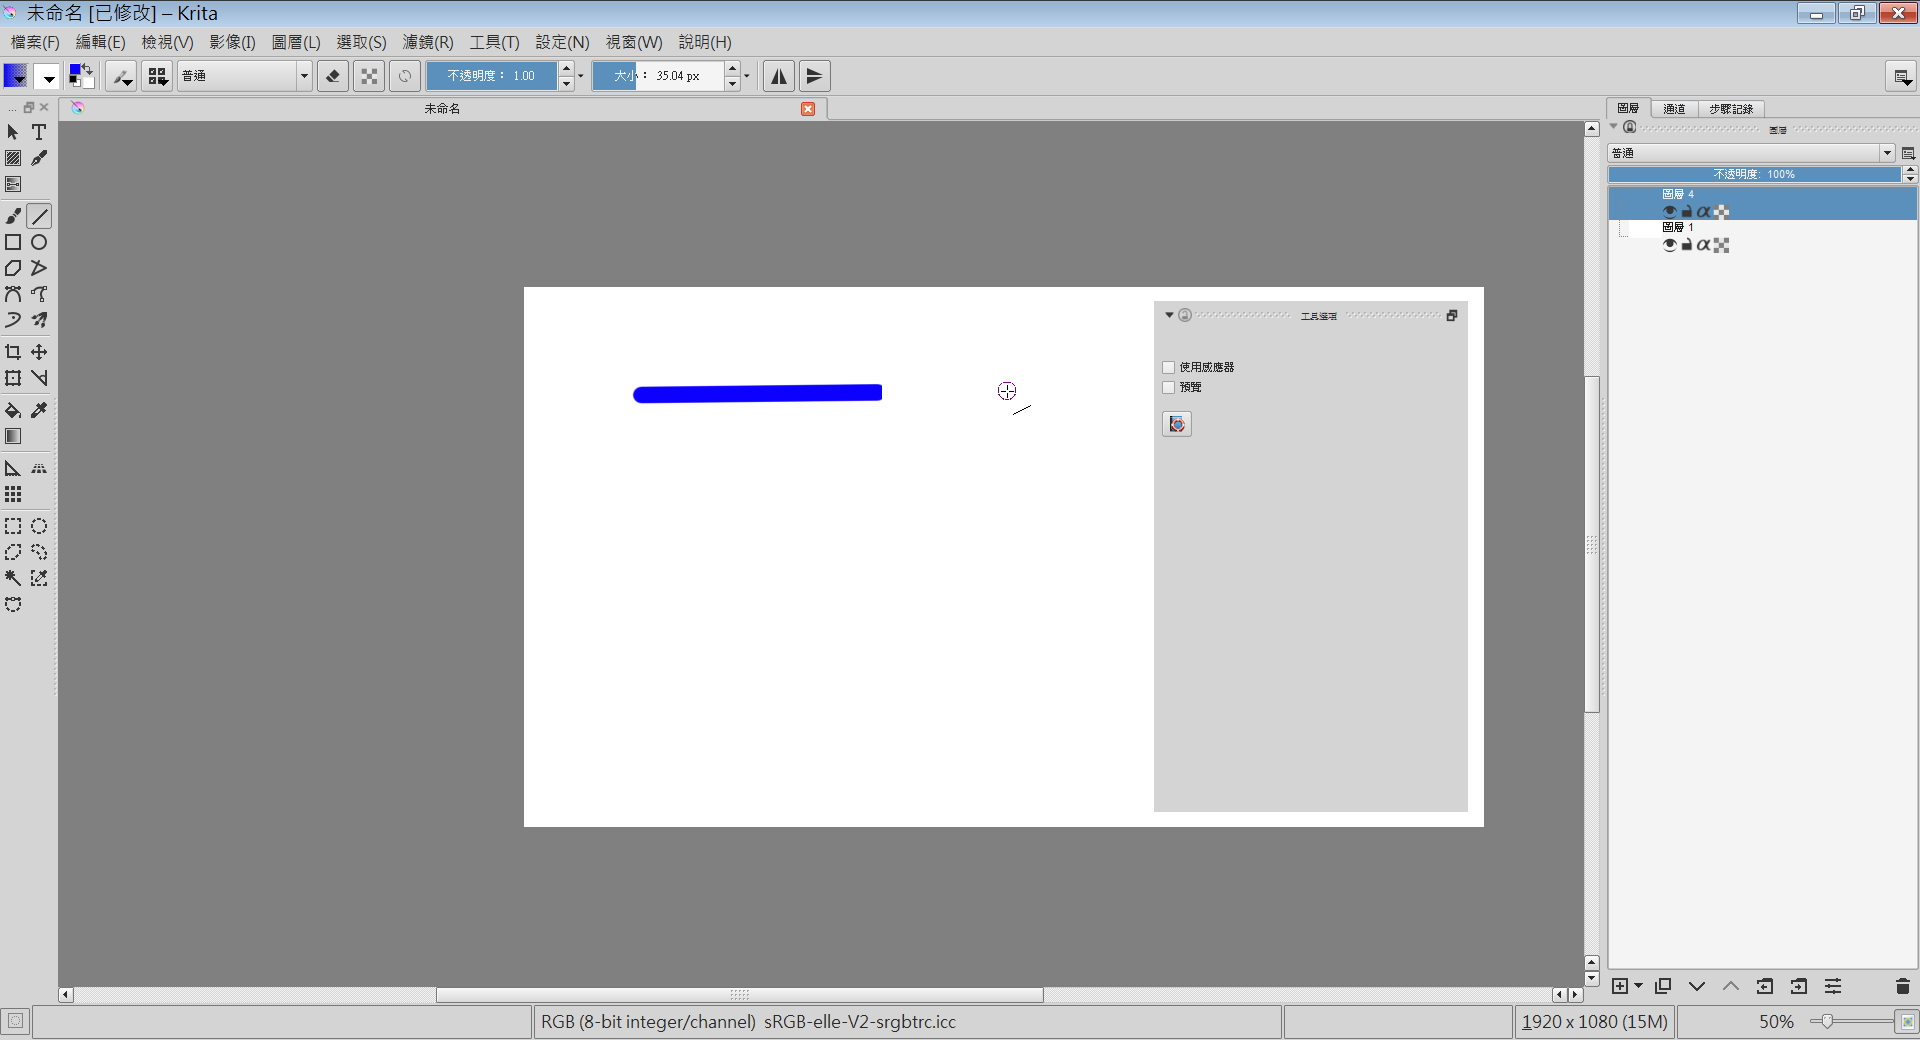 未命名 [已修改] – Krita
檔案(F) 編輯(E) 檢視(V) 影像(I) 圖層(L) 選取(S) 濾鏡(R) 工具(T) 設定(N) 視窗(W) 說明(H)
普通 不透明度： 1.00 大小： 35.04 px
未命名
圖層 通道 步驟記錄
圖層
普通
不透明度: 100%
圖層 4
α
圖層 1
α
工具選項
使用感應器
預覽
RGB (8-bit integer/channel) sRGB-elle-V2-srgbtrc.icc 1920 x 1080 (15M) 50%